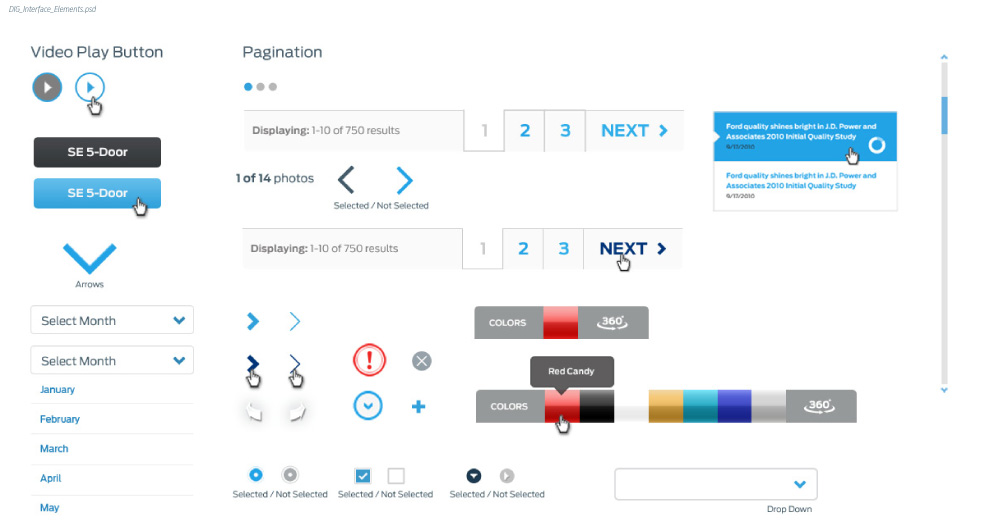 DIG_Interface_Elements.psd
Video Play Button
Pagination
Displaying: 1-10 of 750 results
1
2
3
NEXT
Ford quality shines bright in J.D. Power and
Associates 2010 Initial Quality Study
9/17/2010
SE 5-Door
1 of 14 photos
Selected / Not Selected
Ford quality shines bright in J.D. Power and
Associates 2010 Initial Quality Study
9/17/2010
SE 5-Door
Displaying: 1-10 of 750 results
1
2
3
NEXT
Arrows
Select Month
COLORS
360°
Select Month
Red Candy
January
February
March
April
May
COLORS
360°
Selected / Not Selected
Selected / Not Selected
Selected / Not Selected
Drop Down